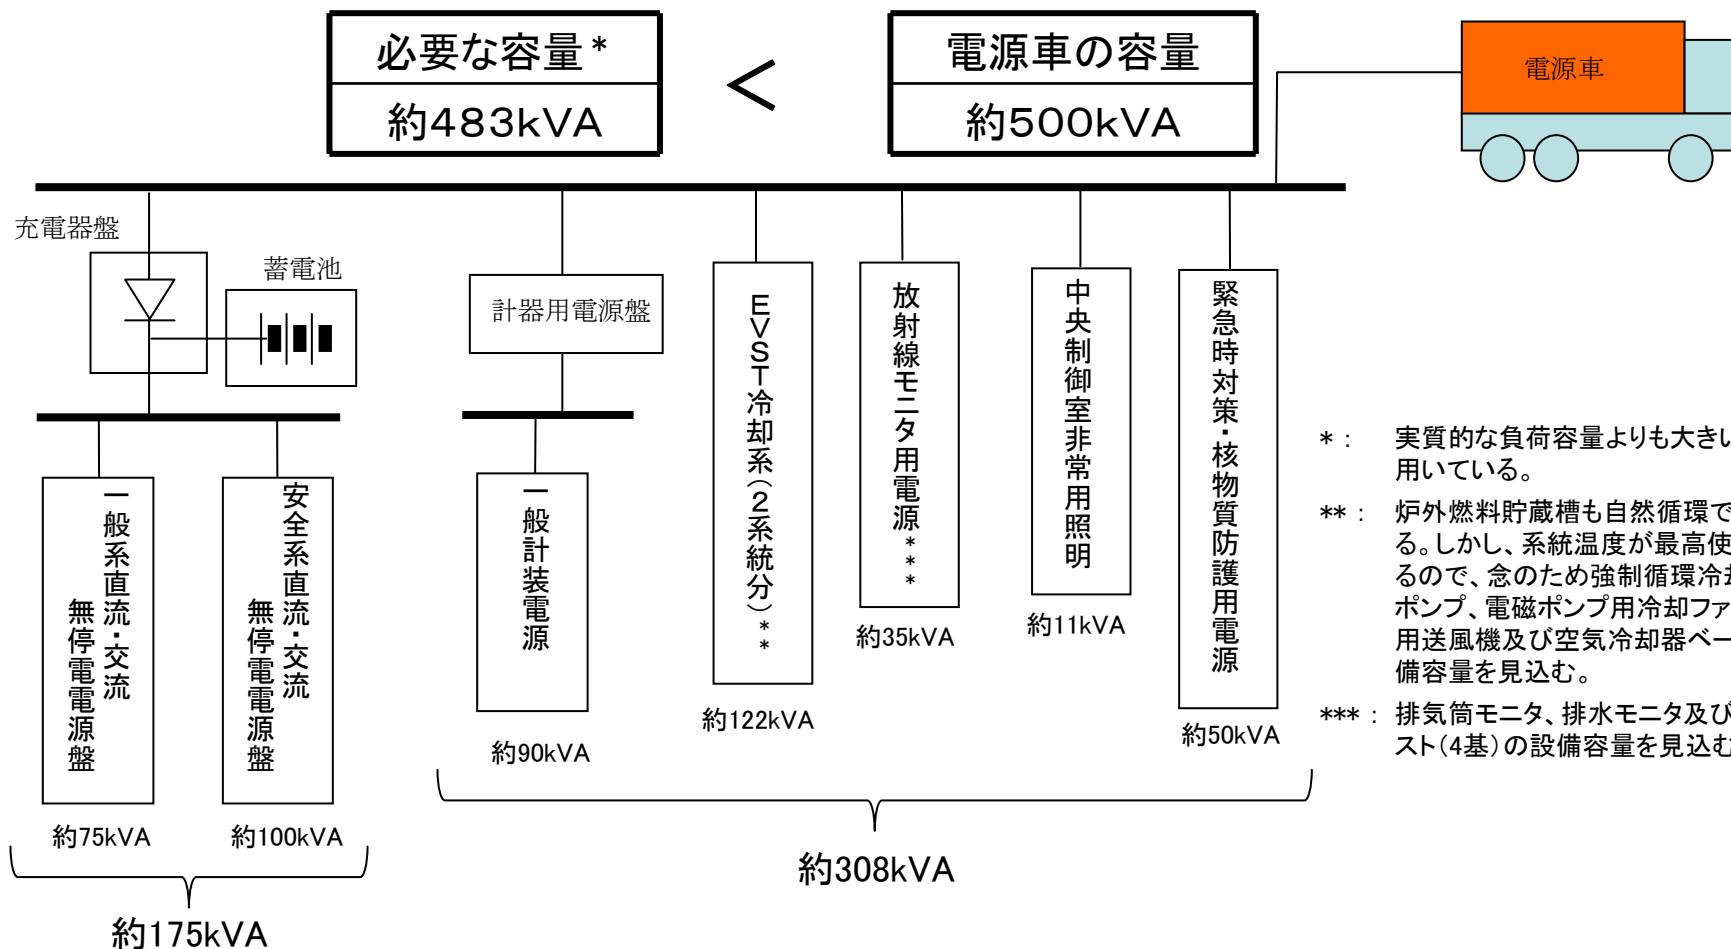 必要な容量*
約483kVA
<
電源車の容量
約500kVA
電源車
充電器盤
蓄電池
計器用電源盤
一般系直流・交流
無停電電源盤
安全系直流・交流
無停電電源盤
一般計装電源
EVST冷却系(2系統分)**
放射線モニタ用電源***
中央制御室非常用照明
緊急時対策・核物質防護用電源
約75kVA
約100kVA
約90kVA
約122kVA
約35kVA
約11kVA
約50kVA
約175kVA
約308kVA
*: 実質的な負荷容量よりも大きい
用いている。
**: 炉外燃料貯蔵槽も自然循環で
る。しかし、系統温度が最高使
るので、念のため強制循環冷却
ポンプ、電磁ポンプ用冷却ファ
用送風機及び空気冷却器ベー
備容量を見込む。
***: 排気筒モニタ、排水モニタ及び
スト(4基)の設備容量を見込む